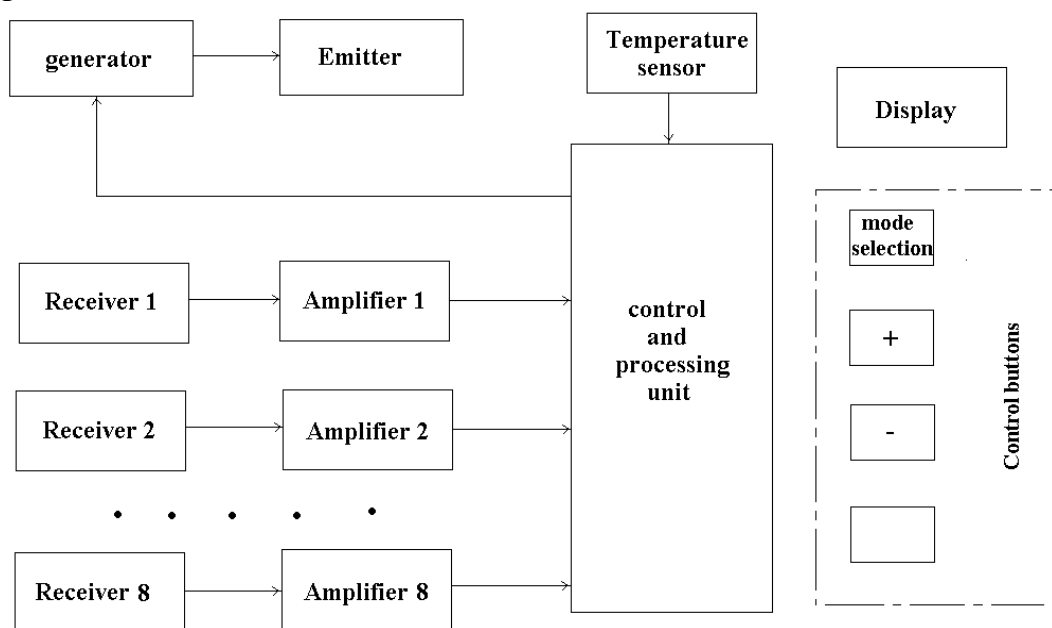 generator
Emitter
Temperature
sensor
Display
mode
selection
Receiver 1
Amplifier 1
control
and
processing
unit
+
Control buttons
Receiver 2
Amplifier 2
-
Receiver 8
Amplifier 8